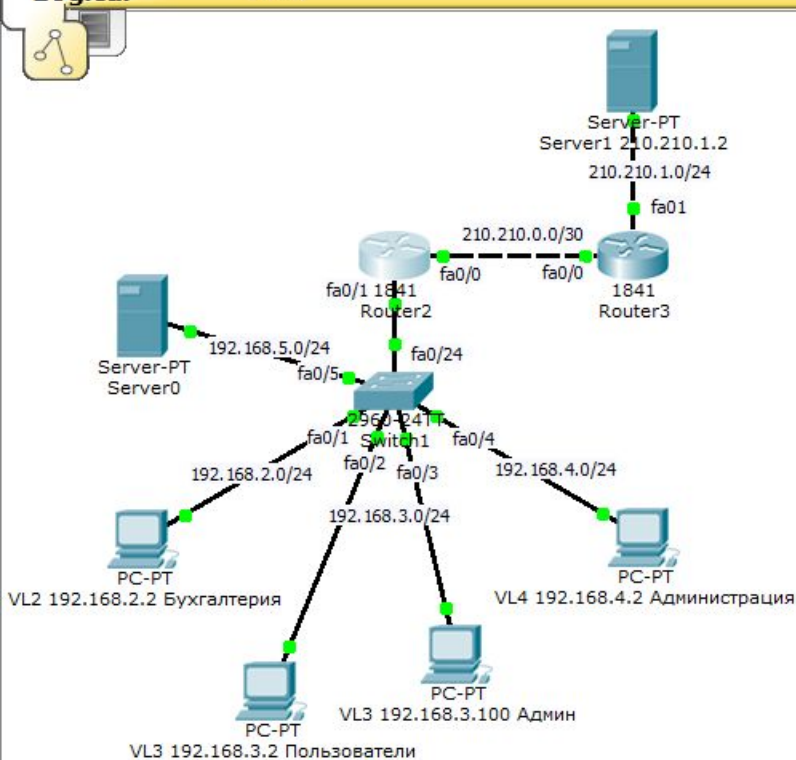 Server-PT
Server1 210.210.1.2
210.210.1.0/24
fa01
210.210.0.0/30
fa0/0
fa0/0
fa0/1 1841
Router2
1841
Router3
192.168.5.0/24
fa0/24
Server-PT
Server0
fa0/5
2960-24TT
Switch1
fa0/1
fa0/2
fa0/3
fa0/4
192.168.2.0/24
192.168.4.0/24
192.168.3.0/24
PC-PT
VL2 192.168.2.2 Бухгалтерия
PC-PT
VL4 192.168.4.2 Администрация
PC-PT
VL3 192.168.3.100 Админ
PC-PT
VL3 192.168.3.2 Пользователи